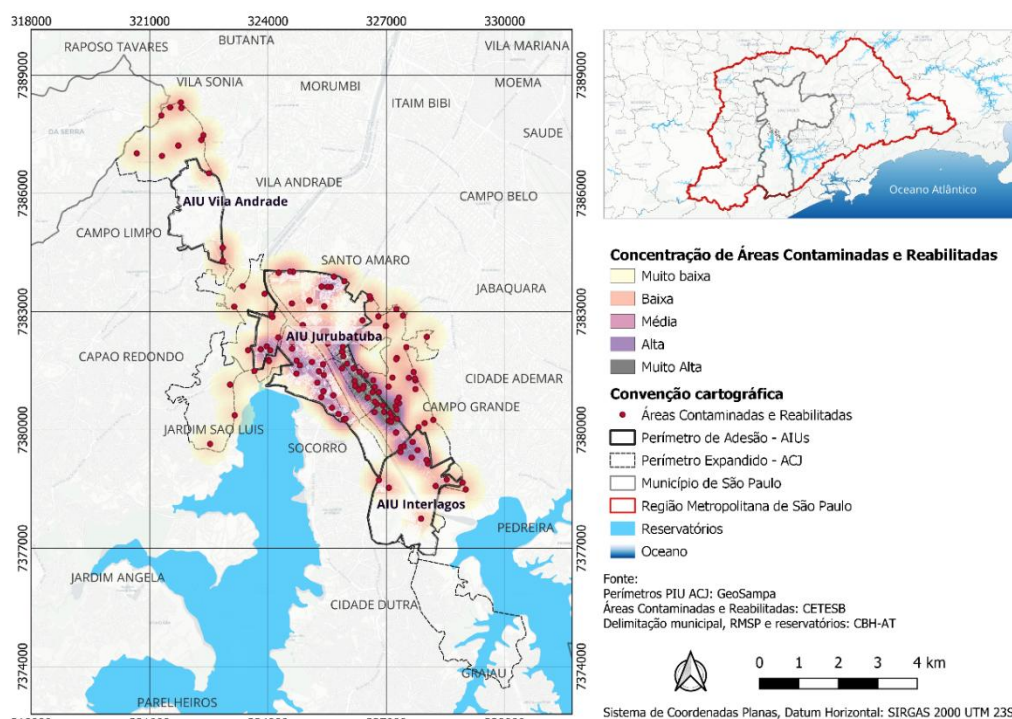 318000 321000 324000 327000 330000
RAPOSO TAVARES
BUTANTA
VILA MARIANA
7389000
7389000
VILA SONIA
MORUMBI
MOEMA
ITAIM BIBI
DA SERRA
SAUDE
7386000
7386000
VILA ANDRADE
AIU Vila Andrade
CAMPO BELO
CAMPO LIMPO
SANTO AMARO
JABAQUARA
7383000
7383000
AIU Jurubatuba
CAPAO REDONDO
CIDADE ADEMAR
CAMPO GRANDE
7380000
7380000
JARDIM SAO LUIS
SOCORRO
AIU Interlagos
PEDREIRA
7377000
7377000
JARDIM ANGELA
CIDADE DUTRA
7374000
7374000
GRAJAU
PARELHEIROS
Oceano Atlântico
Concentração de Áreas Contaminadas e Reabilitadas
Muito baixa
Baixa
Média
Alta
Muito Alta
Convenção cartográfica
Áreas Contaminadas e Reabilitadas
Perímetro de Adesão - AIUs
Perímetro Expandido - ACJ
Município de São Paulo
Região Metropolitana de São Paulo
Reservatórios
Oceano
Fonte:
Perímetros PIU ACJ: GeoSampa
Áreas Contaminadas e Reabilitadas: CETESB
Delimitação municipal, RMSP e reservatórios: CBH-AT
0 1 2 3 4 km
Sistema de Coordenadas Planas, Datum Horizontal: SIRGAS 2000 UTM 23S